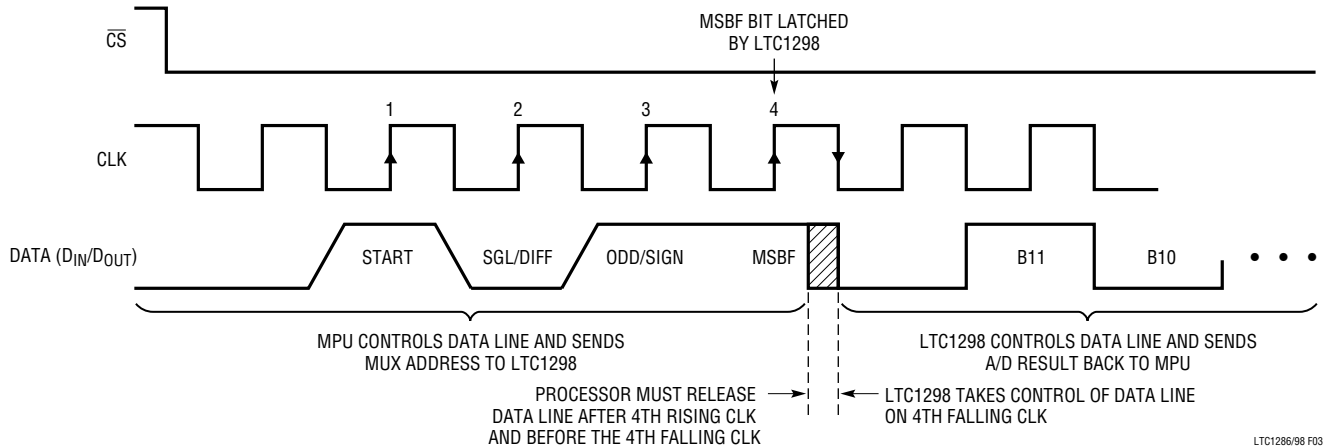 MSBF BIT LATCHED
BY LTC1298
CS
1 2 3 4
CLK
DATA (DIN/DOUT)
START SGL/DIFF ODD/SIGN MSBF B11 B10 • • •
MPU CONTROLS DATA LINE AND SENDS
MUX ADDRESS TO LTC1298
LTC1298 CONTROLS DATA LINE AND SENDS
A/D RESULT BACK TO MPU
PROCESSOR MUST RELEASE
DATA LINE AFTER 4TH RISING CLK
AND BEFORE THE 4TH FALLING CLK
LTC1298 TAKES CONTROL OF DATA LINE
ON 4TH FALLING CLK
LTC1286/98 F03